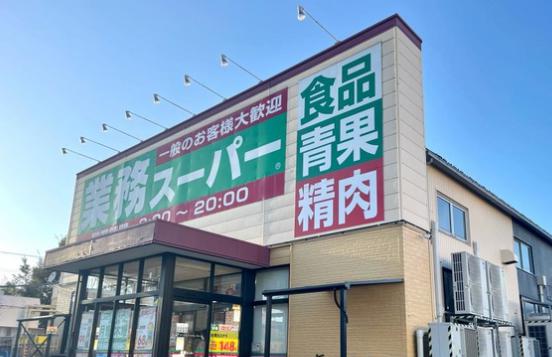 一般のお客様大歓迎
業務スーパー®
9:00～20:00
食品
青果
精肉
148